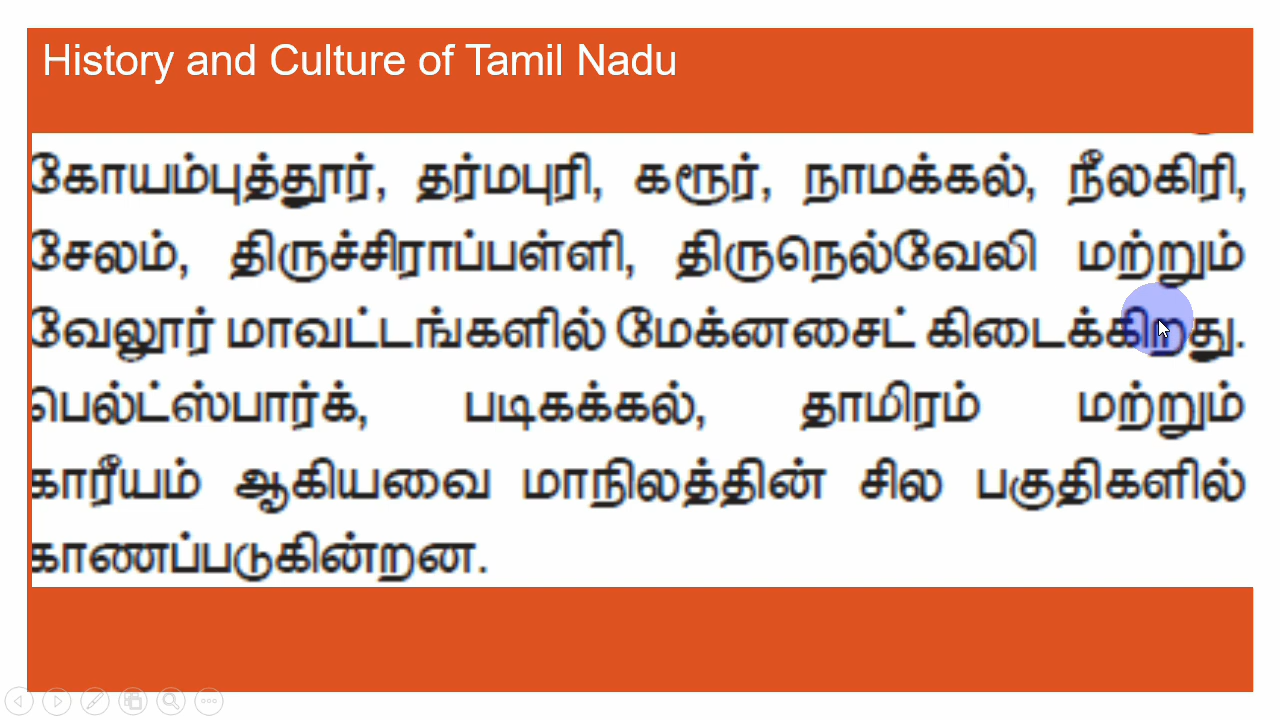 History and Culture of Tamil Nadu
கோயம்புத்தூர், தர்மபுரி, கரூர், நாமக்கல், நீலகிரி,
சேலம், திருச்சிராப்பள்ளி, திருநெல்வேலி மற்றும்
வேலூர் மாவட்டங்களில் மேக்னசைட் கிடைக்கிறது.
பெல்ட்ஸ்பார்க், படிகக்கல், தாமிரம் மற்றும்
காரீயம் ஆகியவை மாநிலத்தின் சில பகுதிகளில்
காணப்படுகின்றன.